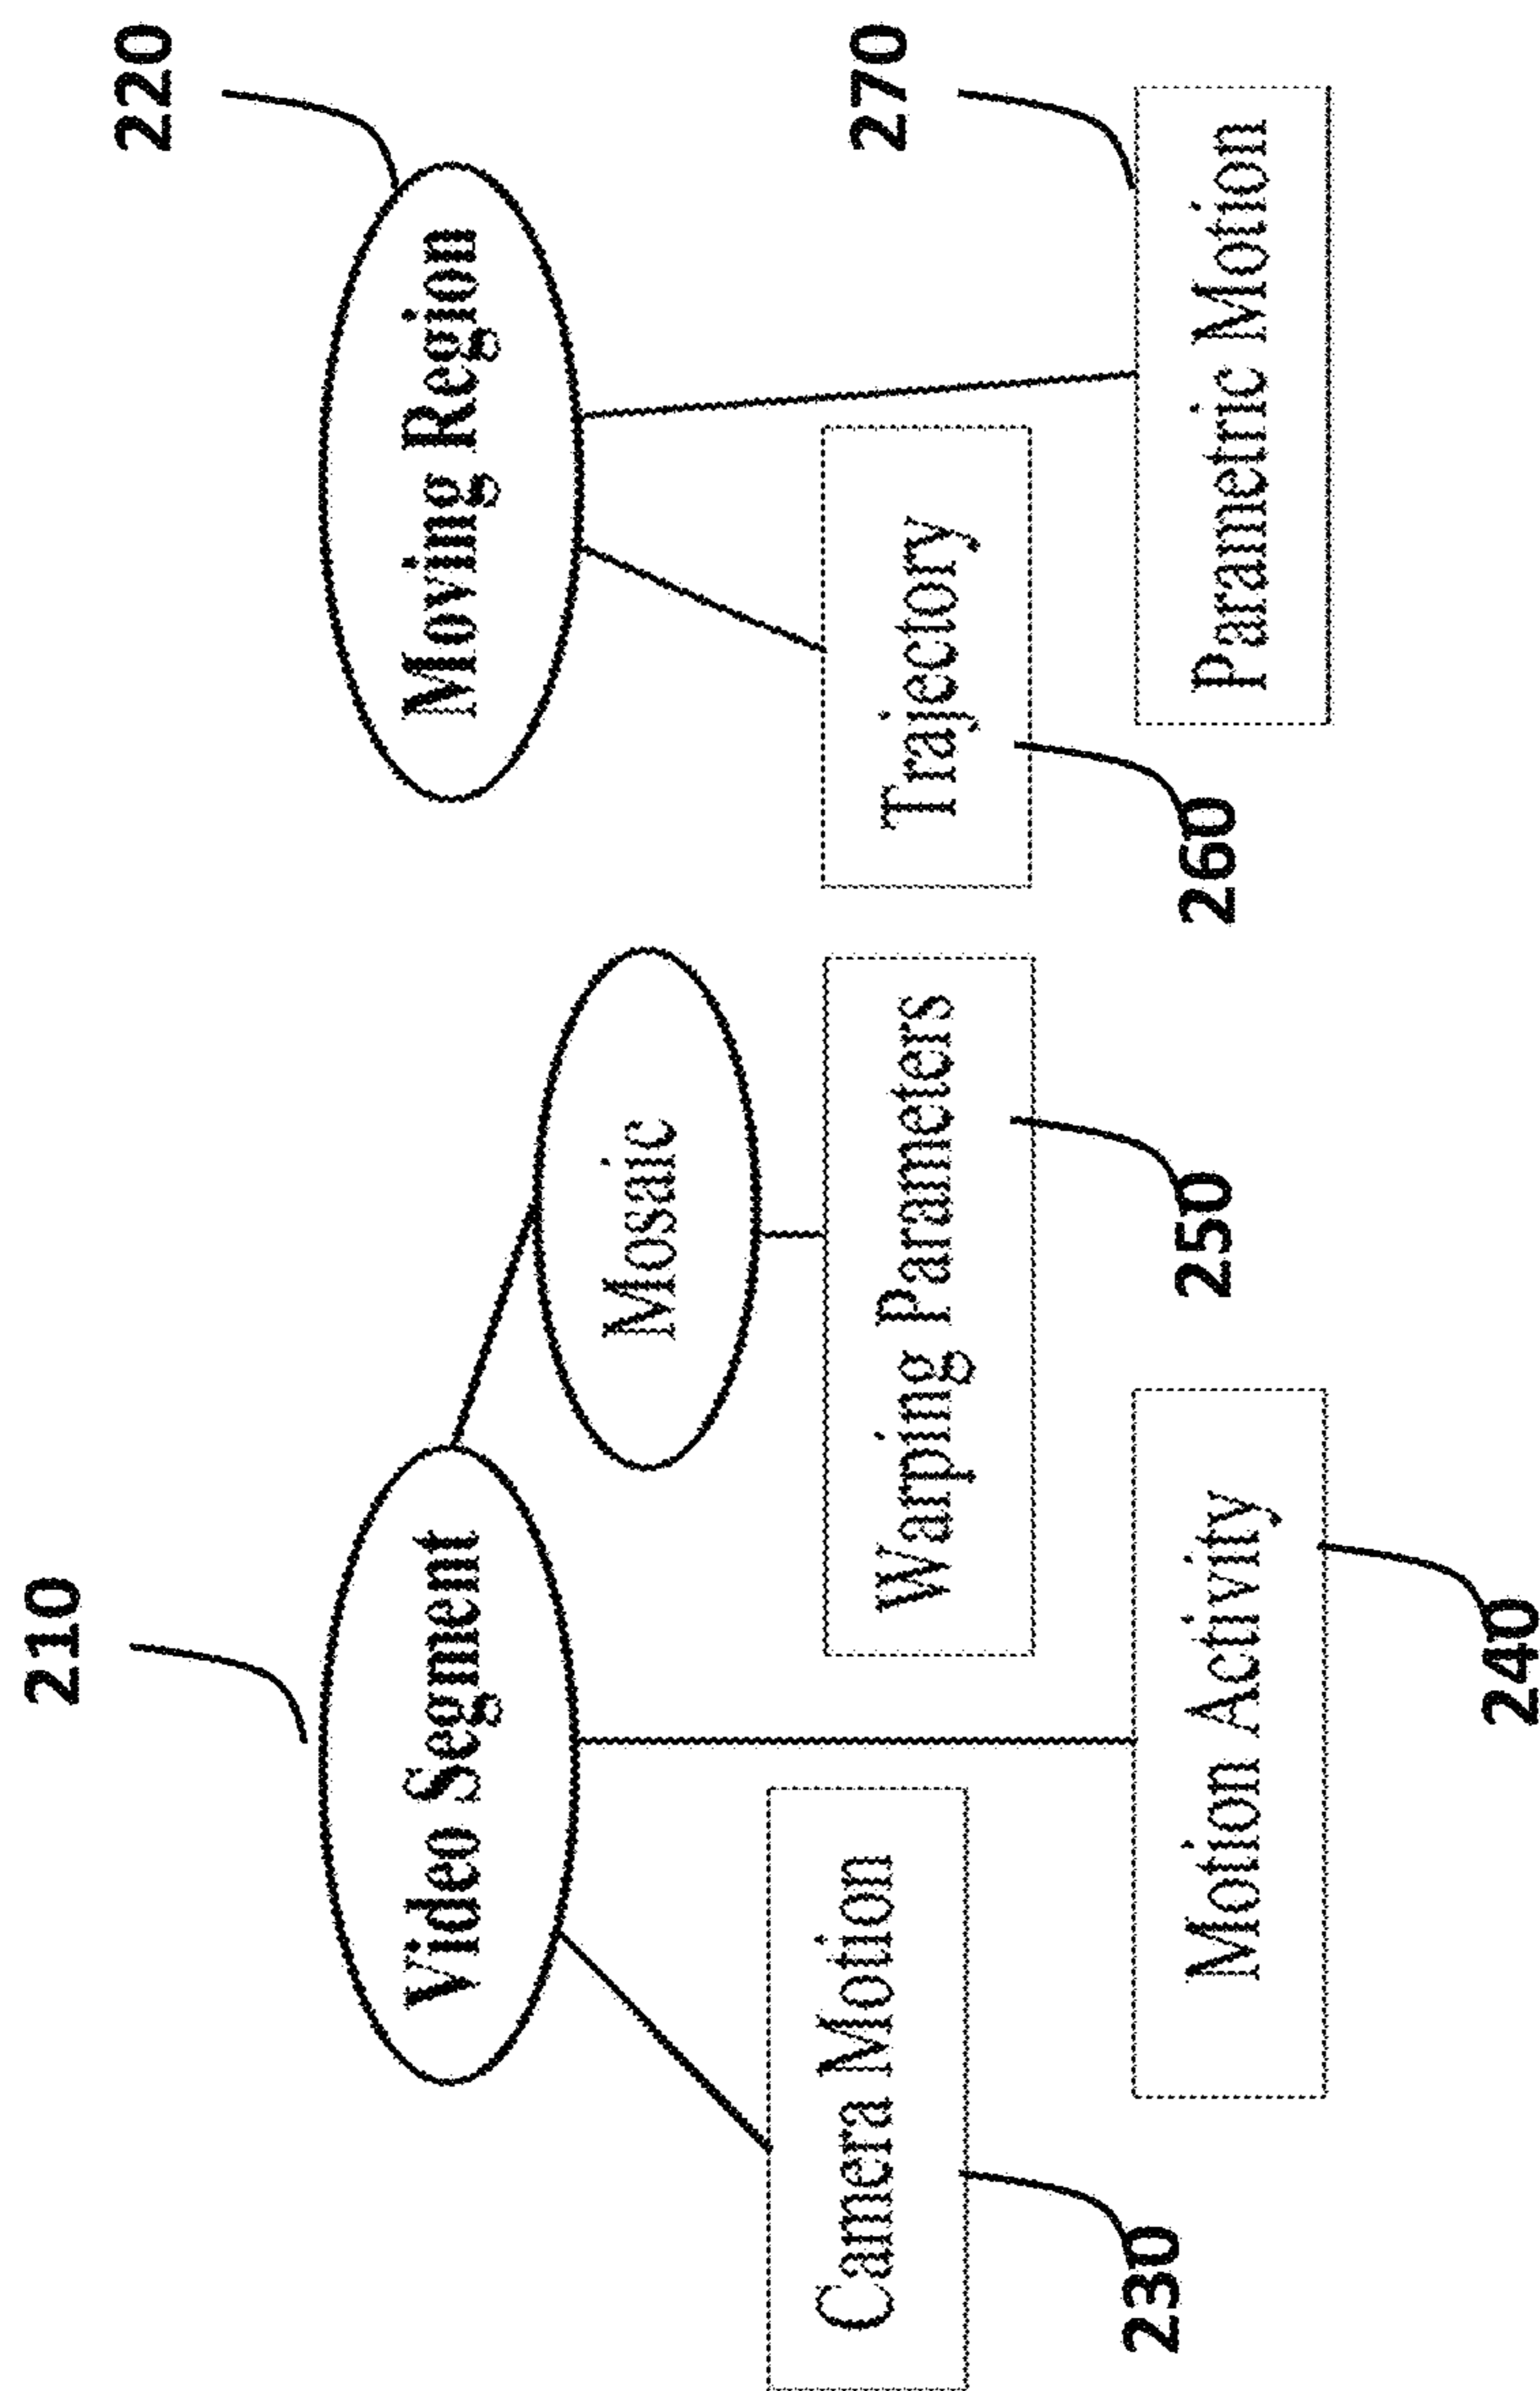 210
220
Video Segment
Moving Region
Mosaic
Camera Motion
Warping Parameters
Trajectory
270
230
250
260
Motion Activity
Parametric Motion
240